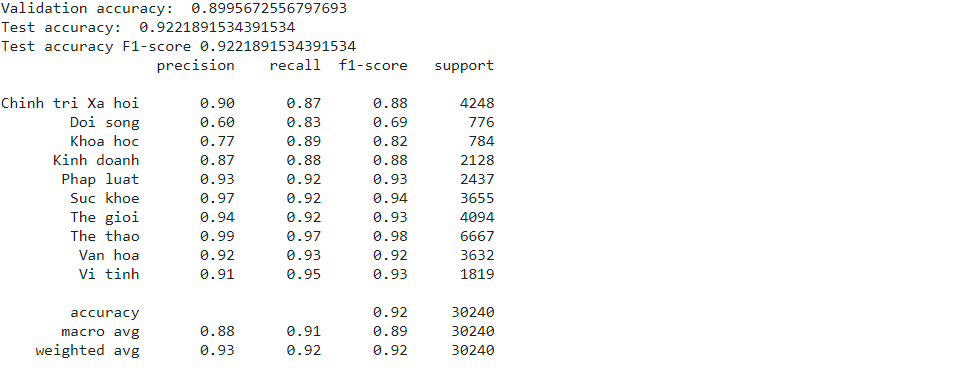 Validation accuracy:  0.8995672556797693
Test accuracy:  0.9221891534391534
Test accuracy F1-score 0.9221891534391534
precision recall f1-score support
Chinh tri Xa hoi 0.90 0.87 0.88 4248
Doi song 0.60 0.83 0.69 776
Khoa hoc 0.77 0.89 0.82 784
Kinh doanh 0.87 0.88 0.88 2128
Phap luat 0.93 0.92 0.93 2437
Suc khoe 0.97 0.92 0.94 3655
The gioi 0.94 0.92 0.93 4094
The thao 0.99 0.97 0.98 6667
Van hoa 0.92 0.93 0.92 3632
Vi tinh 0.91 0.95 0.93 1819
accuracy 0.92 30240
macro avg 0.88 0.91 0.89 30240
weighted avg 0.93 0.92 0.92 30240